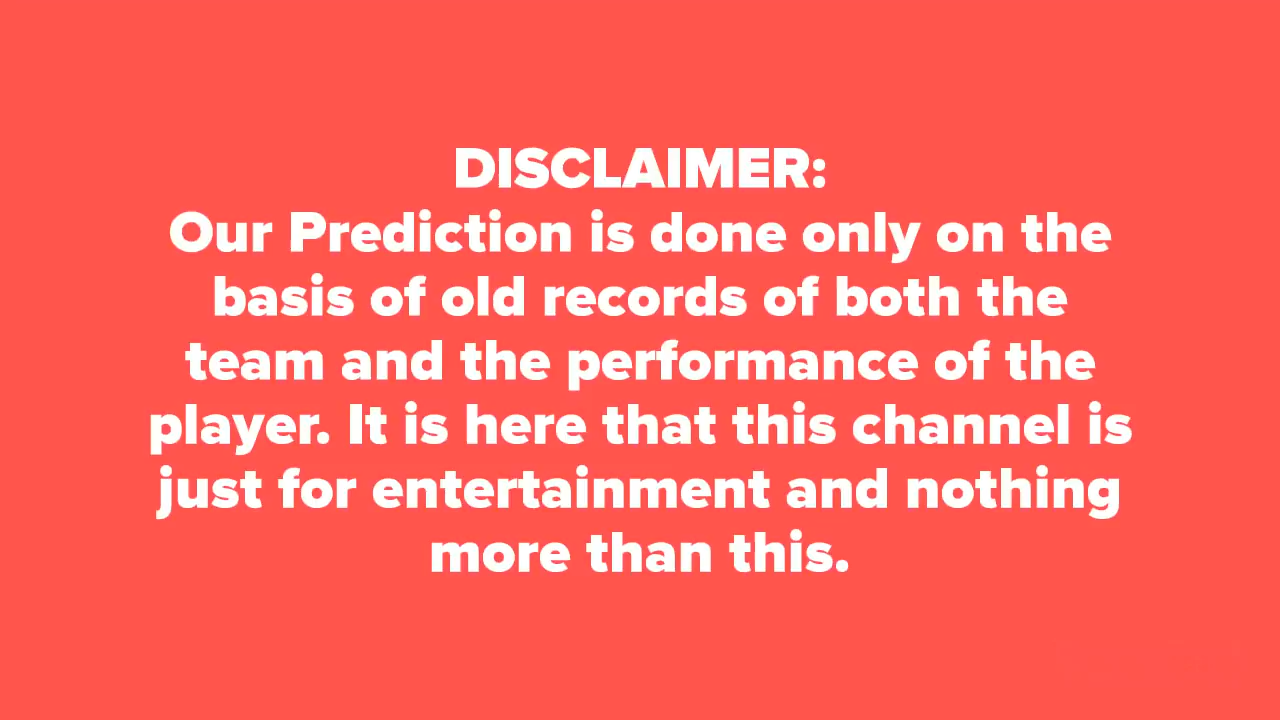 DISCLAIMER:
Our Prediction is done only on the
basis of old records of both the
team and the performance of the
player. It is here that this channel is
just for entertainment and nothing
more than this.